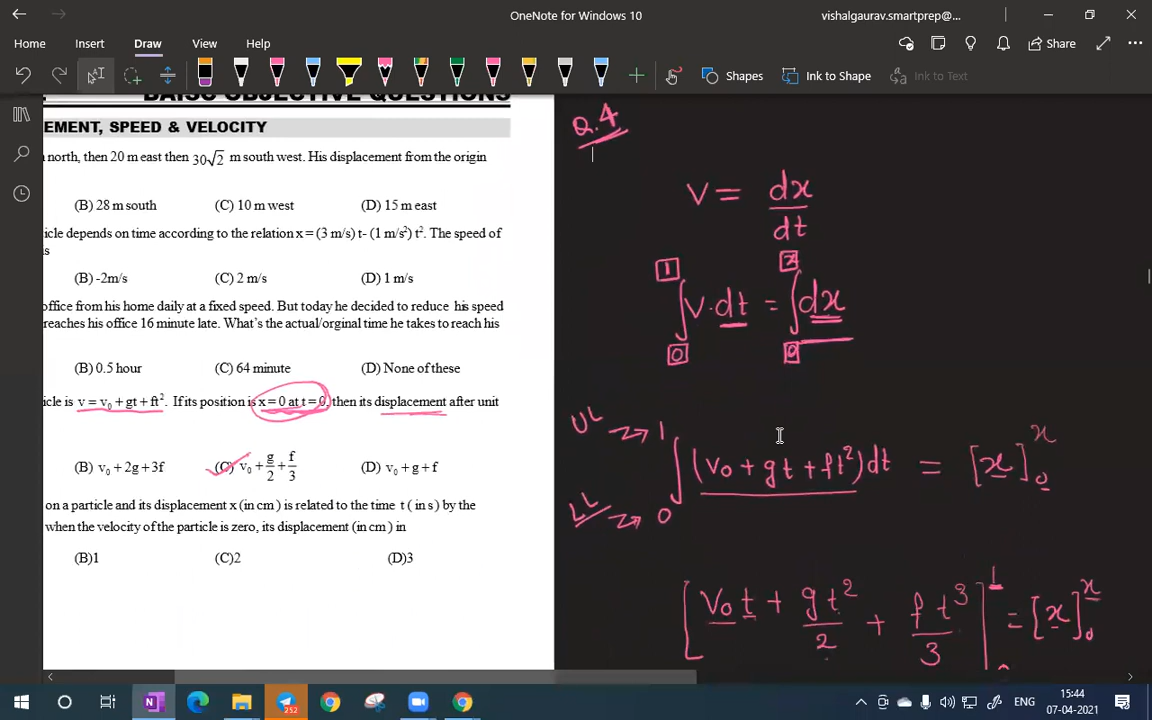 OneNote for Windows 10
vishalgaurav.smartprep@...
Home Insert Draw View Help
Share
Shapes Ink to Shape Ink to Text
DAISU OBJECTIVE QUESTIONS
EMENT, SPEED & VELOCITY
n north, then 20 m east then 30√2 m south west. His displacement from the origin
(B) 28 m south (C) 10 m west (D) 15 m east
icle depends on time according to the relation x = (3 m/s) t- (1 m/s²) t². The speed of
is
(B) -2m/s (C) 2 m/s (D) 1 m/s
office from his home daily at a fixed speed. But today he decided to reduce his speed
reaches his office 16 minute late. What's the actual/orginal time he takes to reach his
(B) 0.5 hour (C) 64 minute (D) None of these
icle is v = v₀ + gt + ft². If its position is x = 0 at t = 0, then its displacement after unit
(B) v₀ + 2g + 3f (C) v₀ + g/2 + f/3 (D) v₀ + g + f
on a particle and its displacement x (in cm ) is related to the time t ( in s ) by the
when the velocity of the particle is zero, its displacement (in cm) in
(B)1 (C)2 (D)3
Q.4
v = dx/dt
1 x
∫ v·dt = ∫ dx
0 0
UL 1 x
∫ (v₀ + gt + ft²)dt = [x]
LL 0 0
[v₀t + gt²/2 + ft³/3]₀¹ = [x]₀ˣ
252
ENG
15:44
07-04-2021